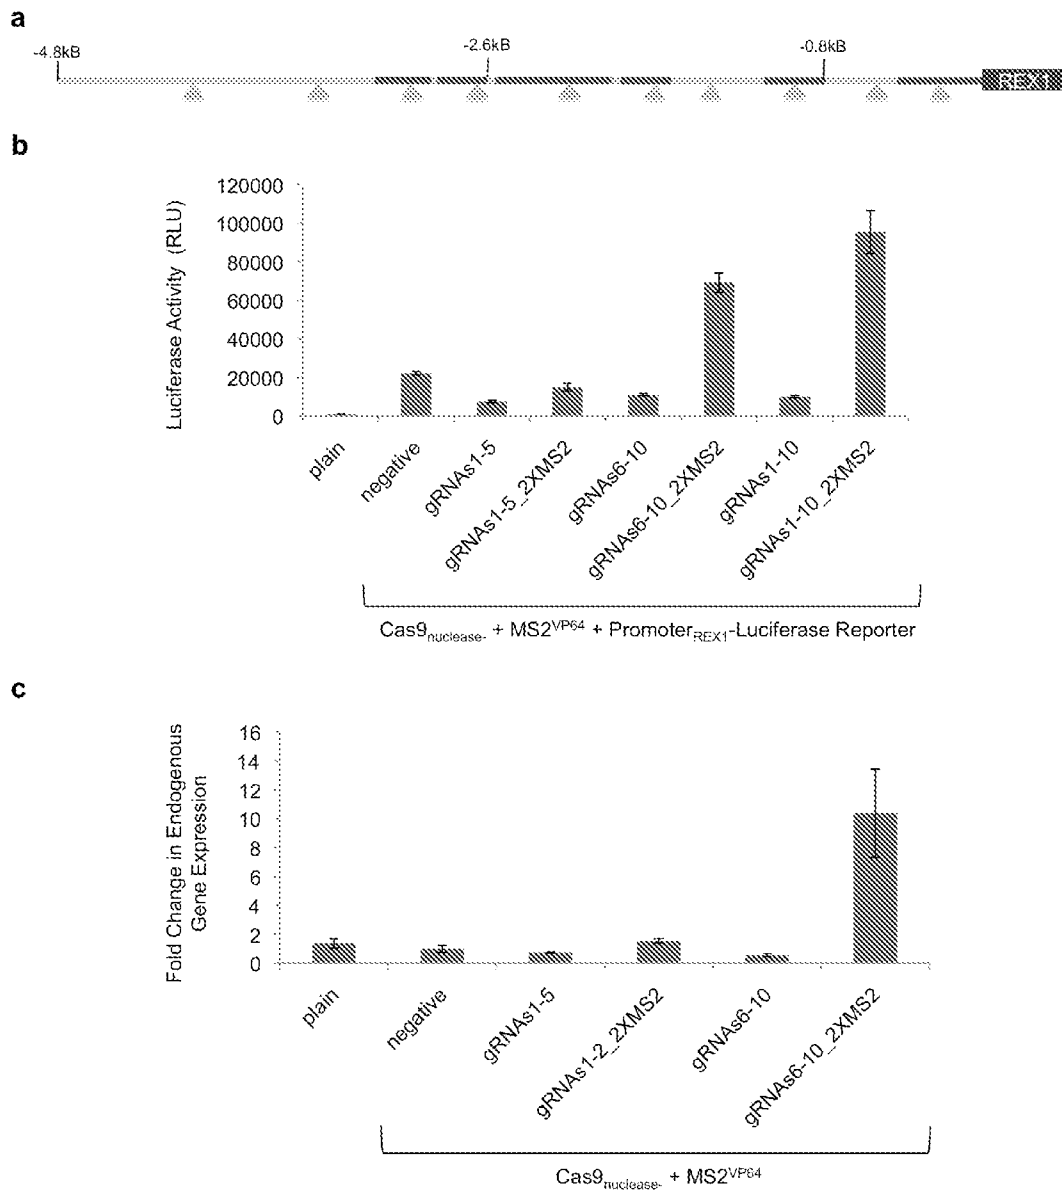 a
-4.8kB
-2.6kB
-0.8kB
REX1
b
Luciferase Activity (RLU)
120000
100000
80000
60000
40000
20000
0
plain
negative
gRNAs1-5
gRNAs1-5_2XMS2
gRNAs6-10
gRNAs6-10_2XMS2
gRNAs1-10
gRNAs1-10_2XMS2
Cas9nuclease- + MS2VP64 + PromoterREX1-Luciferase Reporter
c
Fold Change in Endogenous
Gene Expression
16
14
12
10
8
6
4
2
0
plain
negative
gRNAs1-5
gRNAs1-2_2XMS2
gRNAs6-10
gRNAs6-10_2XMS2
Cas9nuclease- + MS2VP64